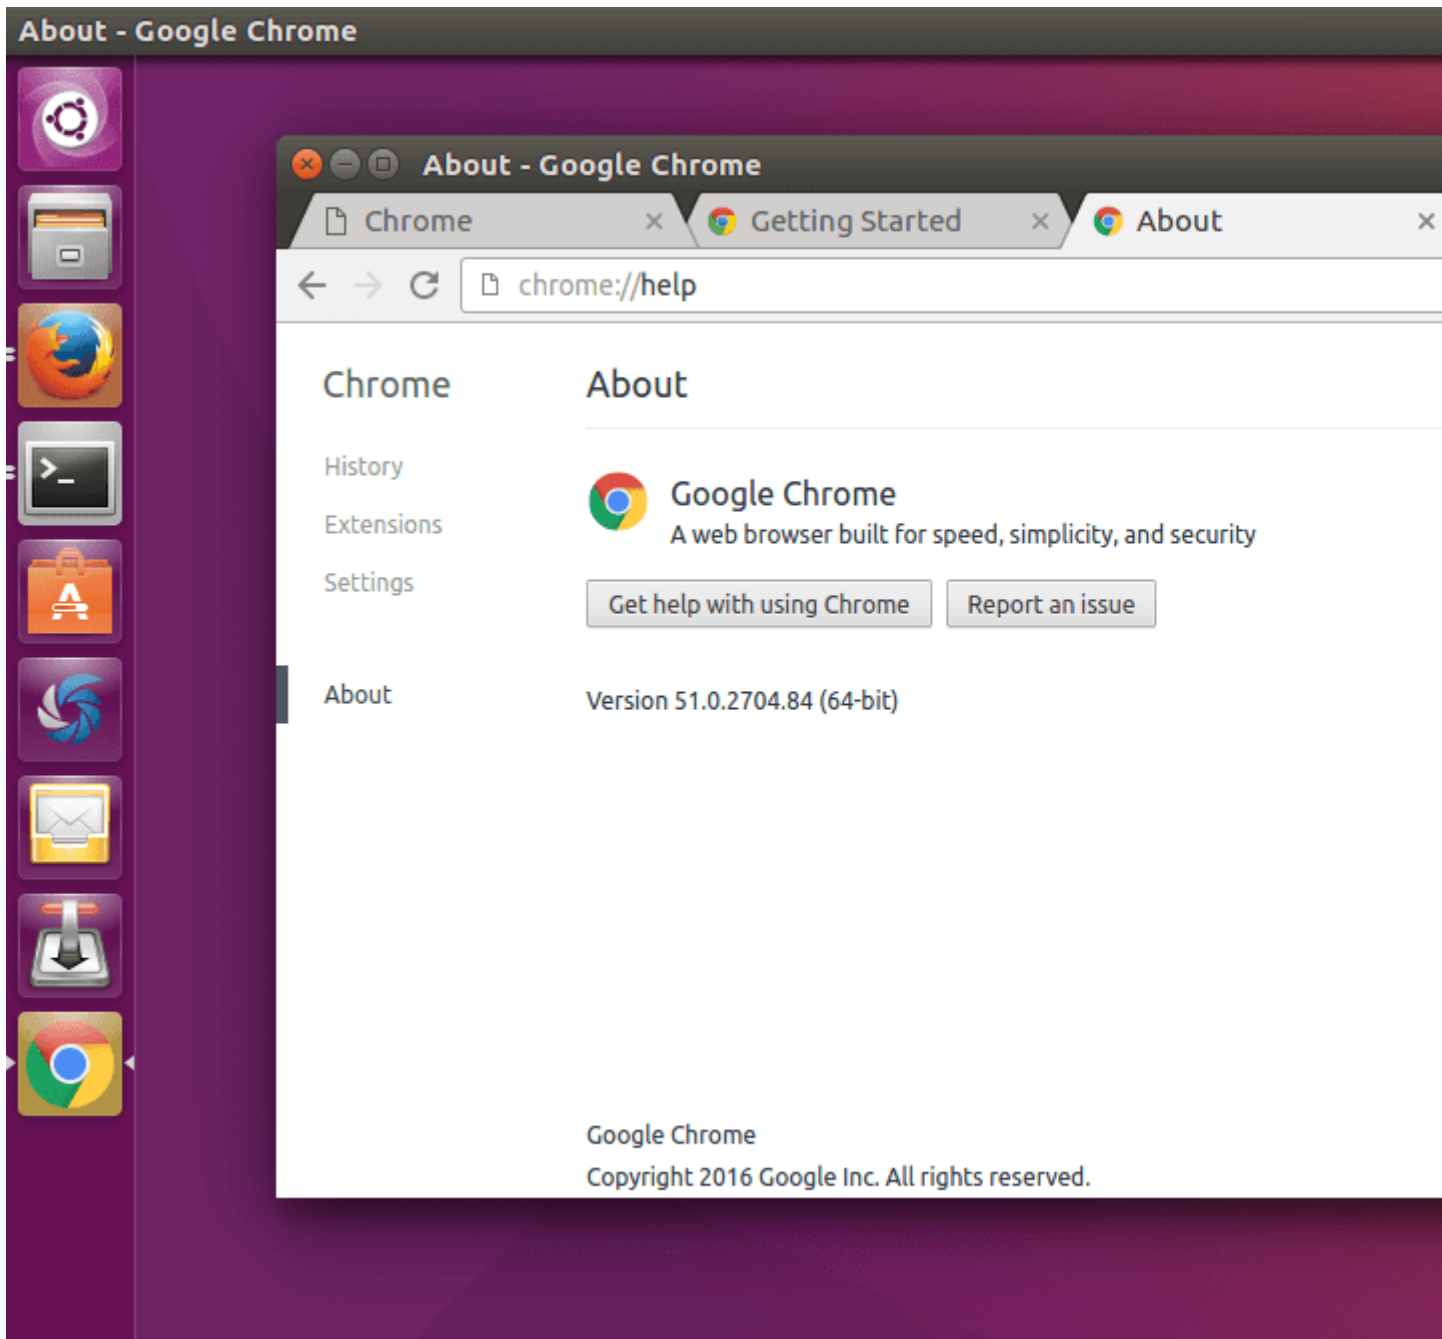 About - Google Chrome
About - Google Chrome
Chrome
Getting Started
About
chrome://help
Chrome
About
History
Extensions
Settings
About
Google Chrome
A web browser built for speed, simplicity, and security
Get help with using Chrome
Report an issue
Version 51.0.2704.84 (64-bit)
Google Chrome
Copyright 2016 Google Inc. All rights reserved.